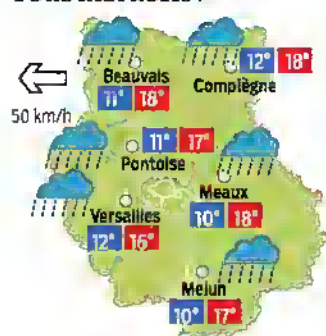 12° 18°
Beauvais
Compiègne
11° 18°
50 km/h
11° 17°
Pontoise
Meaux
Versailles
10° 18°
12° 16°
Melun
10° 17°